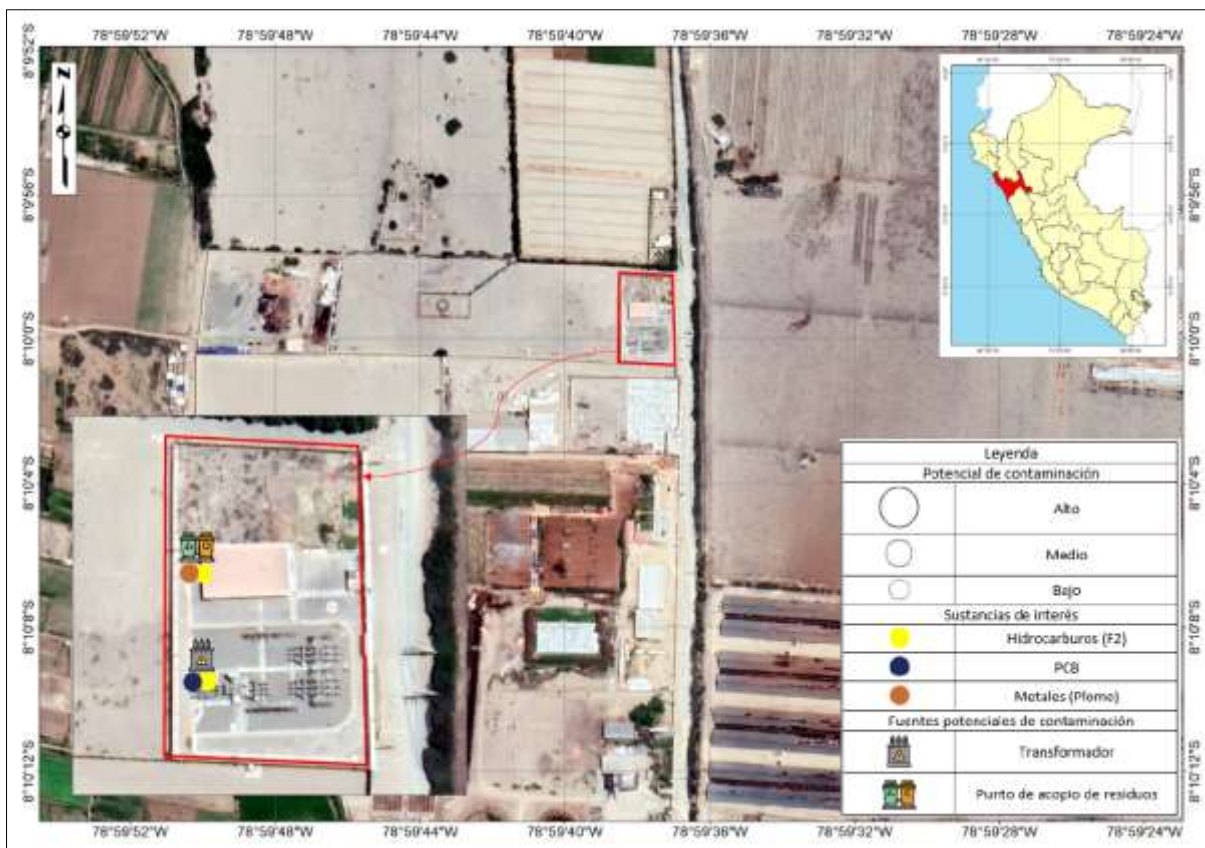 78°59'52"W 78°59'48"W 78°59'44"W 78°59'40"W 78°59'36"W 78°59'32"W 78°59'28"W 78°59'24"W
8°9'52"S
8°9'56"S 8°9'56"S
8°10'0"S 8°10'0"S
8°10'4"S 8°10'4"S
8°10'8"S 8°10'8"S
8°10'12"S 8°10'12"S
N
Leyenda
Potencial de contaminación
Alto
Medio
Bajo
Sustancias de interés
Hidrocarburos (F2)
PCB
Metales (Plomo)
Fuentes potenciales de contaminación
Transformador
Punto de acopio de residuos
78°59'52"W 78°59'48"W 78°59'44"W 78°59'40"W 78°59'36"W 78°59'32"W 78°59'28"W 78°59'24"W